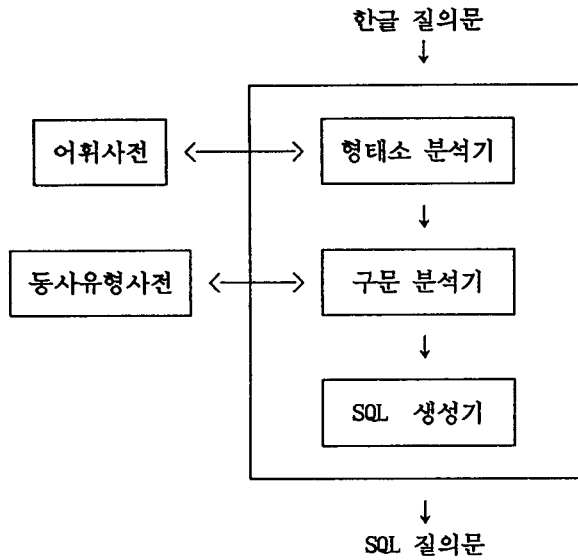 한글 질의문
어휘사전
형태소 분석기
동사유형사전
구문 분석기
SQL 생성기
SQL 질의문